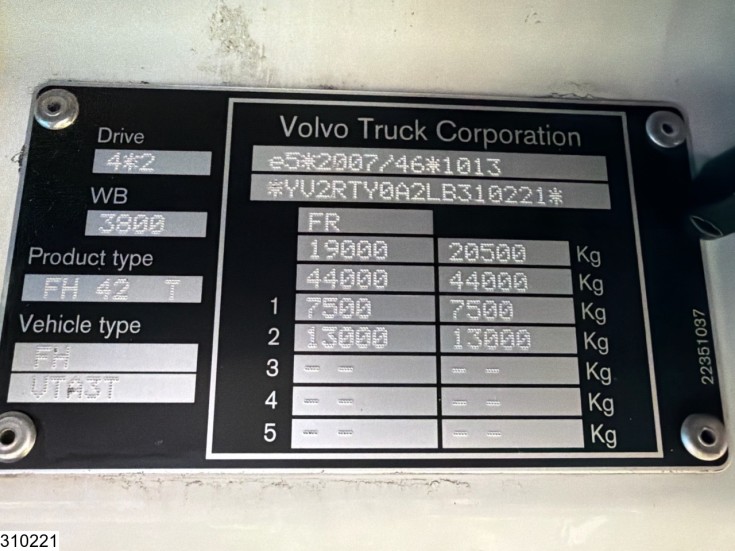 Drive
4*2
WB
3800
Product type
FH 42 T
Vehicle type
FH
VTA3T
Volvo Truck Corporation
e5*2007/46*1013
*YV2RTY0A2LB310221*
FR
19000 20500 Kg
44000 44000 Kg
1 7500 7500 Kg
2 13000 13000 Kg
3 -- -- -- -- Kg
4 -- -- -- -- Kg
5 -- -- -- -- Kg
22351037
310221